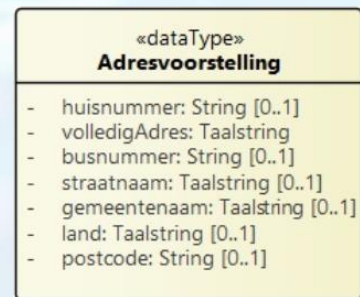 «dataType»
Adresvoorstelling
- huisnummer: String [0..1]
- volledigAdres: Taalstring
- busnummer: String [0..1]
- straatnaam: Taalstring [0..1]
- gemeentenaam: Taalstring [0..1]
- land: Taalstring [0..1]
- postcode: String [0..1]